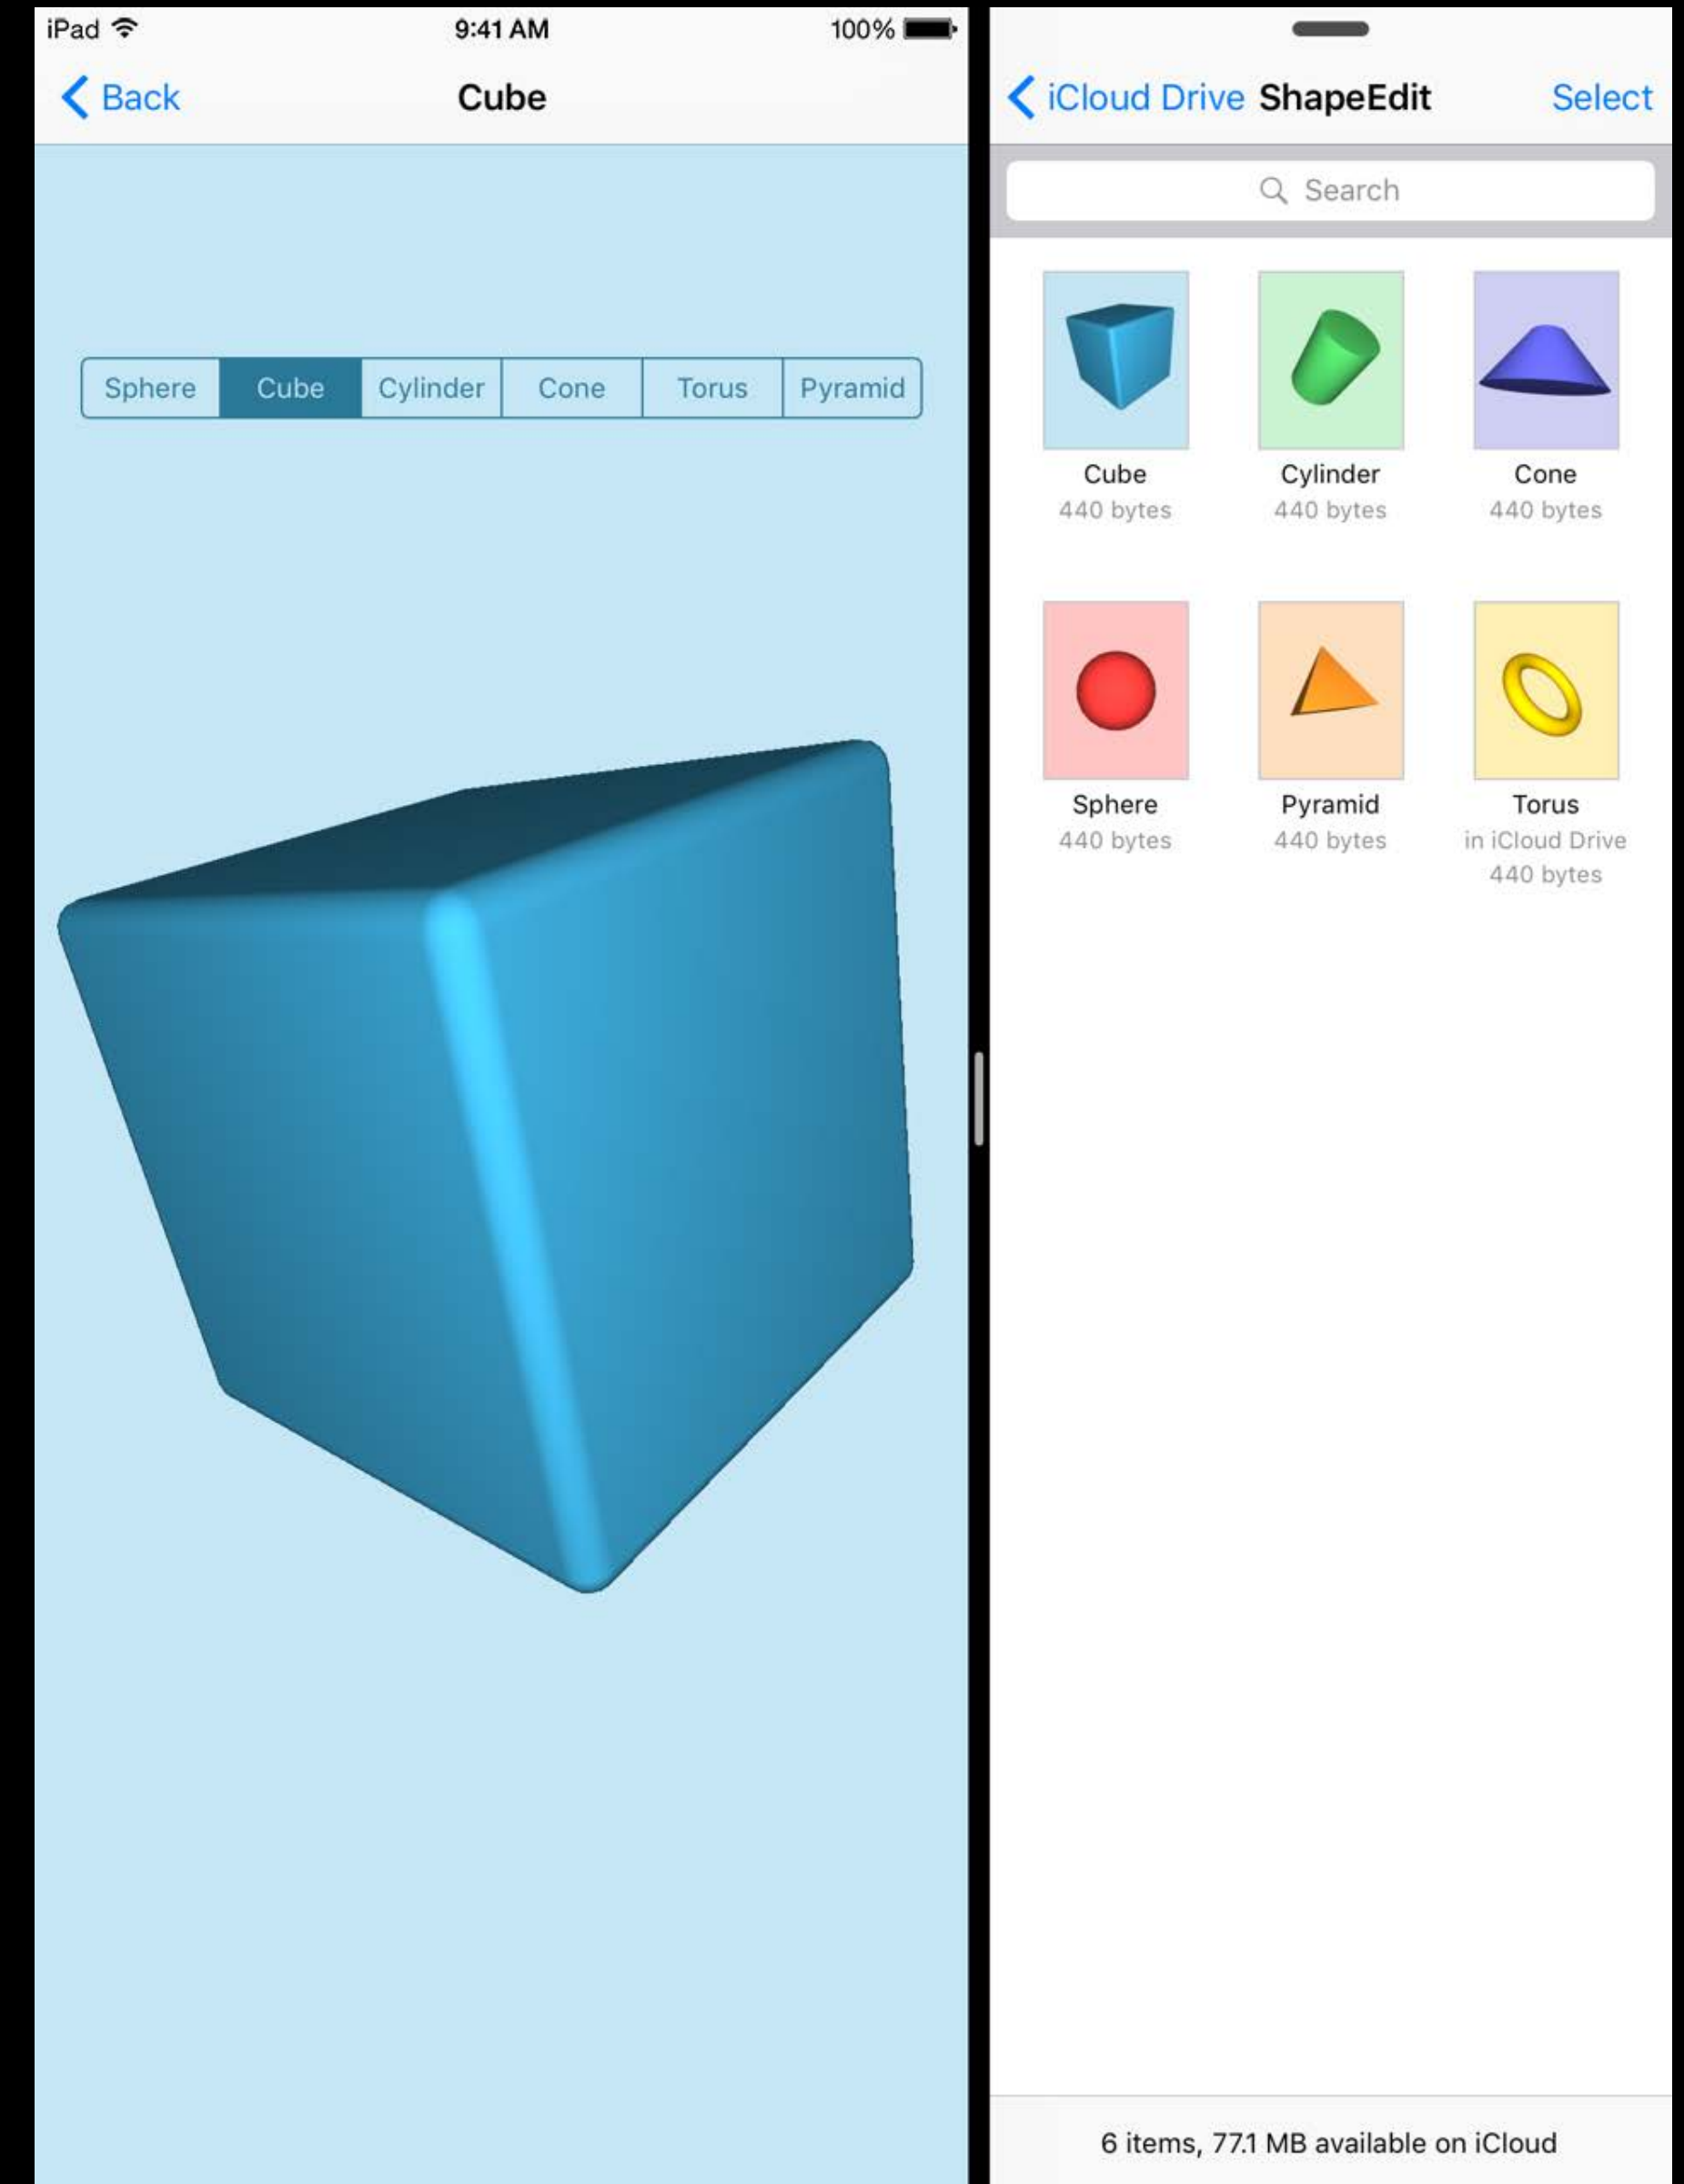 iPad 9:41 AM 100%
Back Cube
Sphere Cube Cylinder Cone Torus Pyramid
iCloud Drive ShapeEdit Select
Search
Cube Cylinder Cone
440 bytes 440 bytes 440 bytes
Sphere Pyramid Torus
440 bytes 440 bytes in iCloud Drive
440 bytes
6 items, 77.1 MB available on iCloud